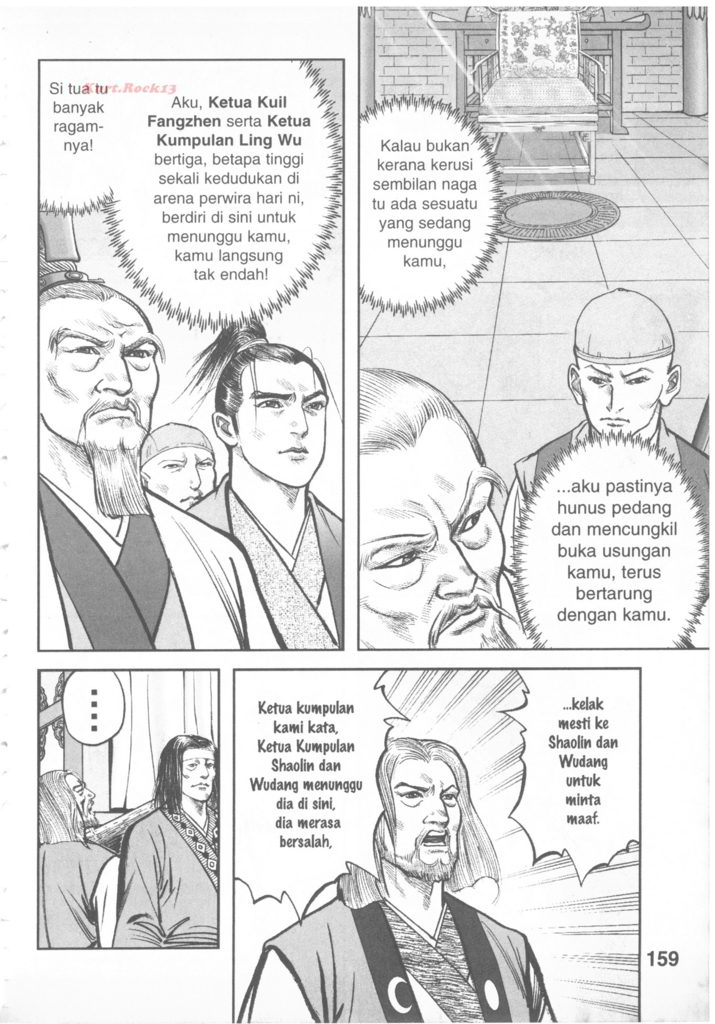 Si tua tu
banyak
ragam-
nya!
Kurt.Rock13
Aku, Ketua Kuil
Fangzhen serta Ketua
Kumpulan Ling Wu
bertiga, betapa tinggi
sekali kedudukan di
arena perwira hari ni,
berdiri di sini untuk
menunggu kamu,
kamu langsung
tak endah!
Kalau bukan
kerana kerusi
sembilan naga
tu ada sesuatu
yang sedang
menunggu
kamu,
...aku pastinya
hunus pedang
dan mencungkil
buka usungan
kamu, terus
bertarung
dengan kamu.
Ketua kumpulan
kami kata,
Ketua Kumpulan
Shaolin dan
Wudang menunggu
dia di sini,
dia merasa
bersalah,
...kelak
mesti ke
Shaolin dan
Wudang
untuk
minta
maaf.
159